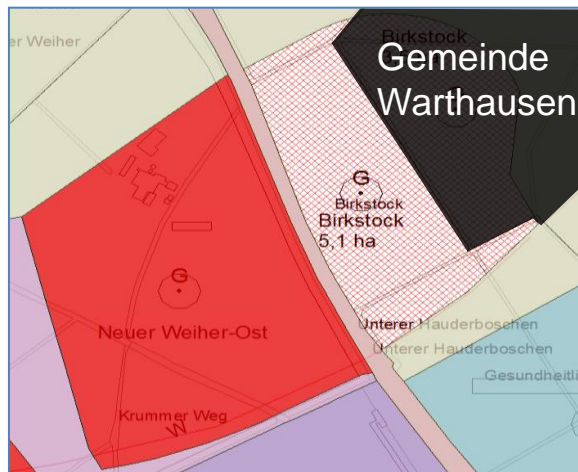 er Weiher
Birkstock
Gemeinde
Warthausen
G
Birkstock
Birkstock
5,1 ha
G
Neuer Weiher-Ost
Unterer Hauderboschen
Unterer Hauderboschen
Gesundheitli
Krummer Weg
W